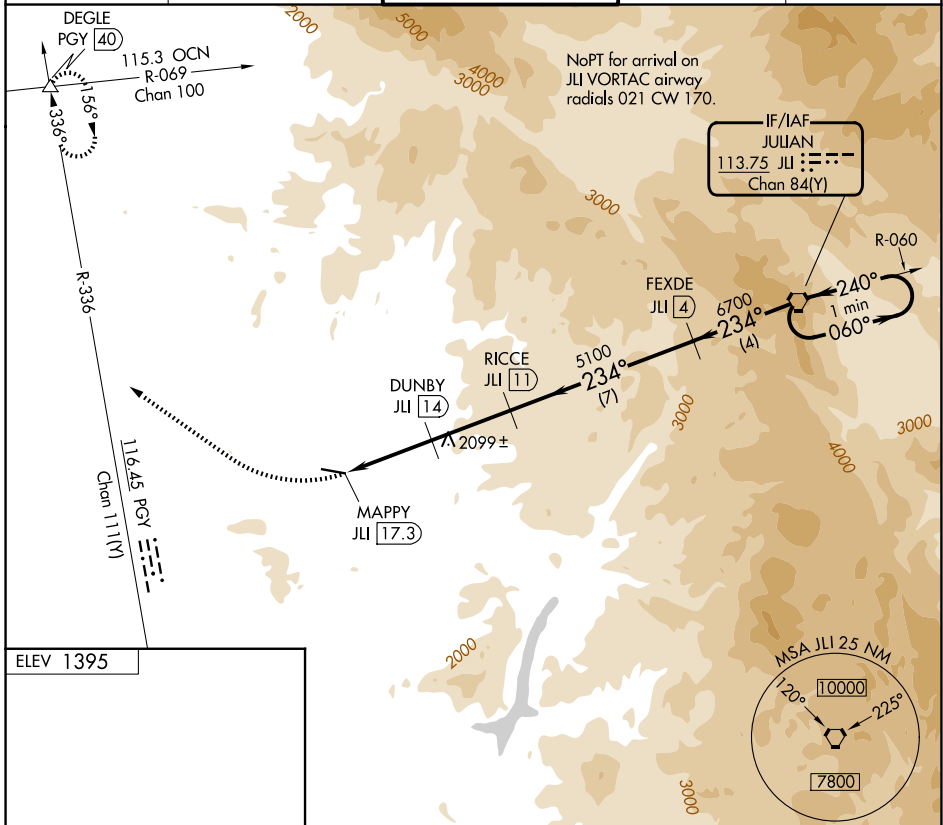 DEGLE
PGY 40
115.3 OCN
R-069
Chan 100
156°
336°
R-336
116.45 PGY
Chan 111(Y)
2000
5000
4000
3000
NoPT for arrival on
JLI VORTAC airway
radials 021 CW 170.
IF/IAF
JULIAN
113.75 JLI
Chan 84(Y)
3000
R-060
240°
1 min
060°
FEXDE
JLI 4
6700
234°
(4)
RICCE
JLI 11
5100
234°
(7)
DUNBY
JLI 14
2099±
MAPPY
JLI 17.3
3000
4000
3000
2000
3000
ELEV 1395
MSA JLI 25 NM
120°
10000
225°
7800